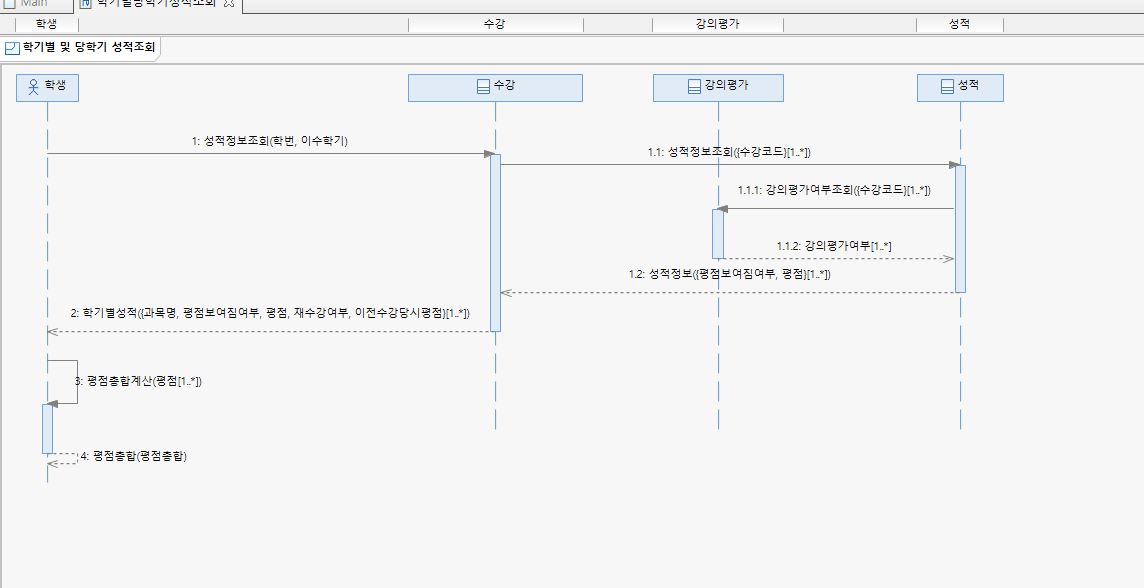 Main
학기별당학기성적조회
학생 수강 강의평가 성적
학기별 및 당학기 성적조회
학생 수강 강의평가 성적
1: 성적정보조회(학번, 이수학기)
1.1: 성적정보조회({수강코드}[1..*])
1.1.1: 강의평가여부조회({수강코드}[1..*])
1.1.2: 강의평가여부[1..*]
1.2: 성적정보({평점보여짐여부, 평점}[1..*])
2: 학기별성적({과목명, 평점보여짐여부, 평점, 재수강여부, 이전수강당시평점}[1..*])
3: 평점총합계산(평점[1..*])
4: 평점총합(평점총합)